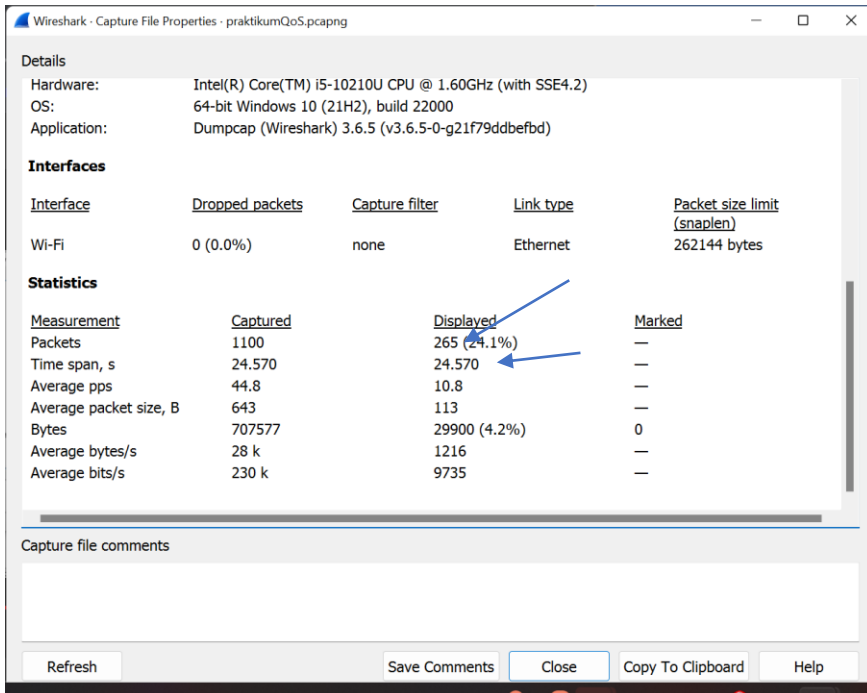 Wireshark · Capture File Properties · praktikumQoS.pcapng
Details
Hardware: Intel(R) Core(TM) i5-10210U CPU @ 1.60GHz (with SSE4.2)
OS: 64-bit Windows 10 (21H2), build 22000
Application: Dumpcap (Wireshark) 3.6.5 (v3.6.5-0-g21f79ddbefbd)
Interfaces
Interface Dropped packets Capture filter Link type Packet size limit
(snaplen)
Wi-Fi 0 (0.0%) none Ethernet 262144 bytes
Statistics
Measurement Captured Displayed Marked
Packets 1100 265 (24.1%) —
Time span, s 24.570 24.570 —
Average pps 44.8 10.8 —
Average packet size, B 643 113 —
Bytes 707577 29900 (4.2%) 0
Average bytes/s 28 k 1216 —
Average bits/s 230 k 9735 —
Capture file comments
Refresh Save Comments Close Copy To Clipboard Help